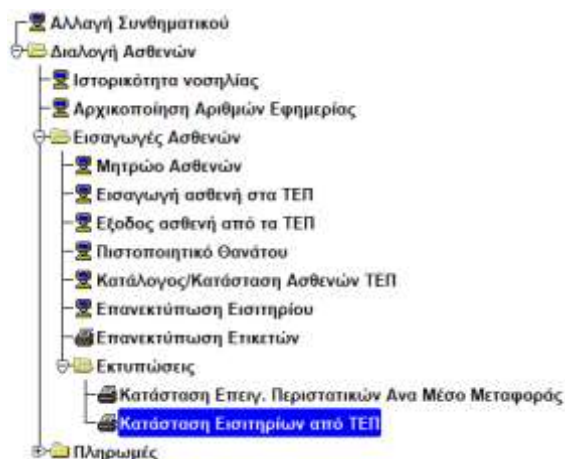 Αλλαγή Συνθηματικού
Διαλογή Ασθενών
Ιστορικότητα νοσηλίας
Αρχικοποίηση Αριθμών Εφημερίας
Εισαγωγές Ασθενών
Μητρώο Ασθενών
Εισαγωγή ασθενή στα ΤΕΠ
Εξοδος ασθενή από τα ΤΕΠ
Πιστοποιητικό Θανάτου
Κατάλογος/Κατάσταση Ασθενών ΤΕΠ
Επανεκτύπωση Εισιτηρίου
Επανεκτύπωση Ετικετών
Εκτυπώσεις
Κατάσταση Επειγ. Περιστατικών Ανα Μέσο Μεταφοράς
Κατάσταση Εισιτηρίων από ΤΕΠ
Πληρωμές